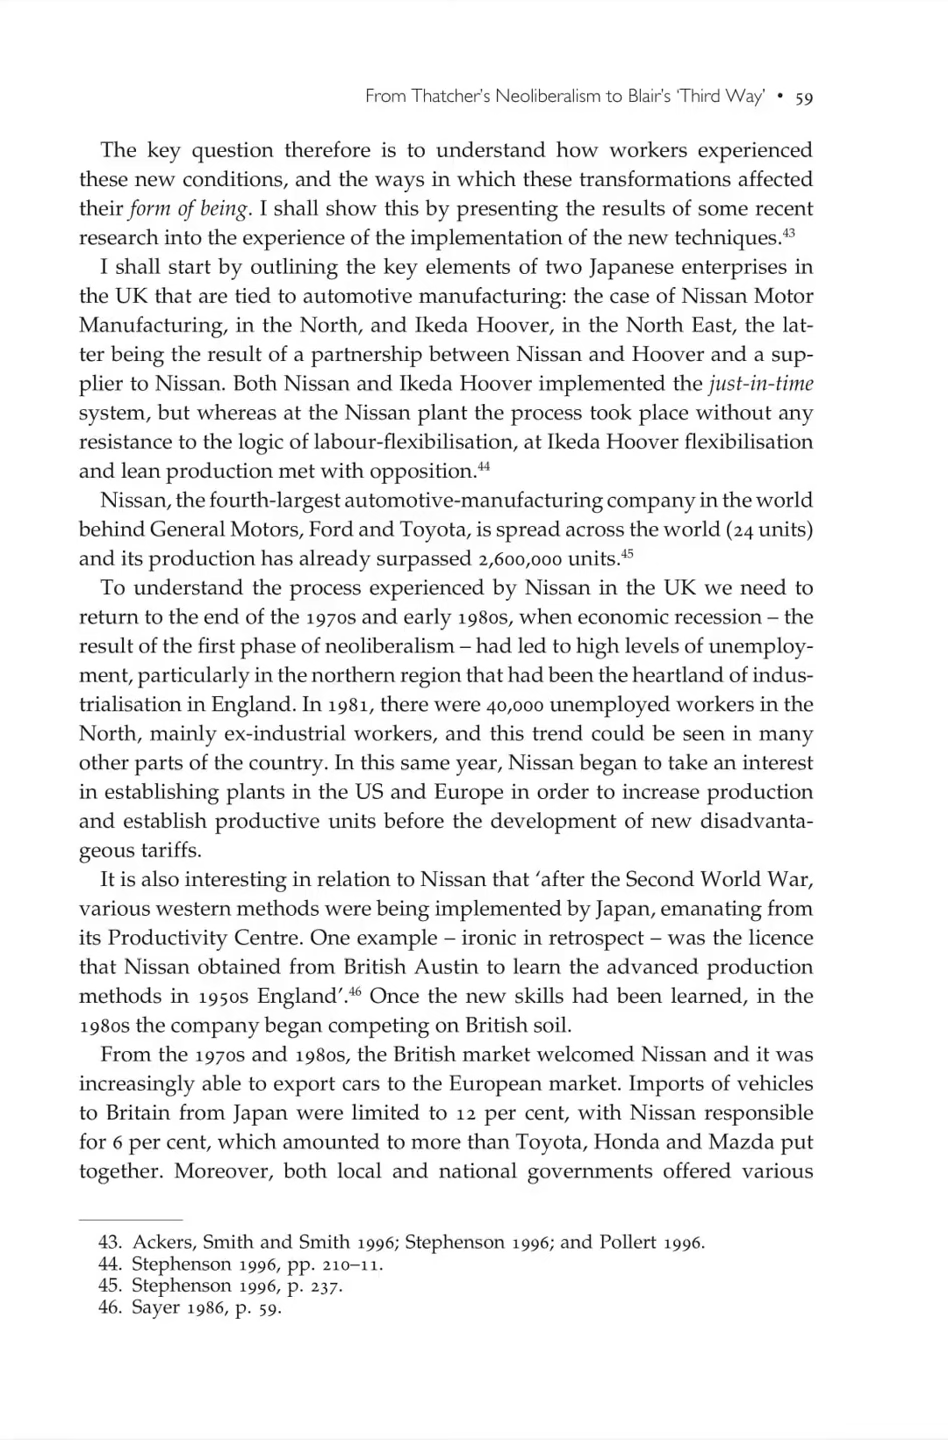 From Thatcher's Neoliberalism to Blair's 'Third Way' • 59
The key question therefore is to understand how workers experienced
these new conditions, and the ways in which these transformations affected
their form of being. I shall show this by presenting the results of some recent
research into the experience of the implementation of the new techniques.43
I shall start by outlining the key elements of two Japanese enterprises in
the UK that are tied to automotive manufacturing: the case of Nissan Motor
Manufacturing, in the North, and Ikeda Hoover, in the North East, the lat-
ter being the result of a partnership between Nissan and Hoover and a sup-
plier to Nissan. Both Nissan and Ikeda Hoover implemented the just-in-time
system, but whereas at the Nissan plant the process took place without any
resistance to the logic of labour-flexibilisation, at Ikeda Hoover flexibilisation
and lean production met with opposition.44
Nissan, the fourth-largest automotive-manufacturing company in the world
behind General Motors, Ford and Toyota, is spread across the world (24 units)
and its production has already surpassed 2,600,000 units.45
To understand the process experienced by Nissan in the UK we need to
return to the end of the 1970s and early 1980s, when economic recession – the
result of the first phase of neoliberalism – had led to high levels of unemploy-
ment, particularly in the northern region that had been the heartland of indus-
trialisation in England. In 1981, there were 40,000 unemployed workers in the
North, mainly ex-industrial workers, and this trend could be seen in many
other parts of the country. In this same year, Nissan began to take an interest
in establishing plants in the US and Europe in order to increase production
and establish productive units before the development of new disadvanta-
geous tariffs.
It is also interesting in relation to Nissan that 'after the Second World War,
various western methods were being implemented by Japan, emanating from
its Productivity Centre. One example – ironic in retrospect – was the licence
that Nissan obtained from British Austin to learn the advanced production
methods in 1950s England'.46 Once the new skills had been learned, in the
1980s the company began competing on British soil.
From the 1970s and 1980s, the British market welcomed Nissan and it was
increasingly able to export cars to the European market. Imports of vehicles
to Britain from Japan were limited to 12 per cent, with Nissan responsible
for 6 per cent, which amounted to more than Toyota, Honda and Mazda put
together. Moreover, both local and national governments offered various
43. Ackers, Smith and Smith 1996; Stephenson 1996; and Pollert 1996.
44. Stephenson 1996, pp. 210–11.
45. Stephenson 1996, p. 237.
46. Sayer 1986, p. 59.